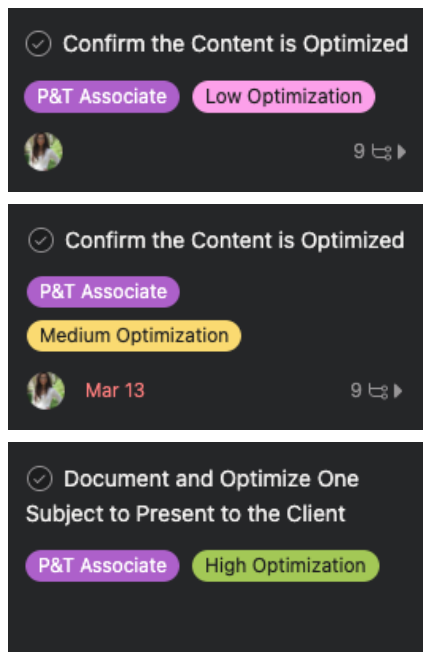 Confirm the Content is Optimized
P&T Associate Low Optimization
9
Confirm the Content is Optimized
P&T Associate
Medium Optimization
Mar 13 9
Document and Optimize One
Subject to Present to the Client
P&T Associate High Optimization